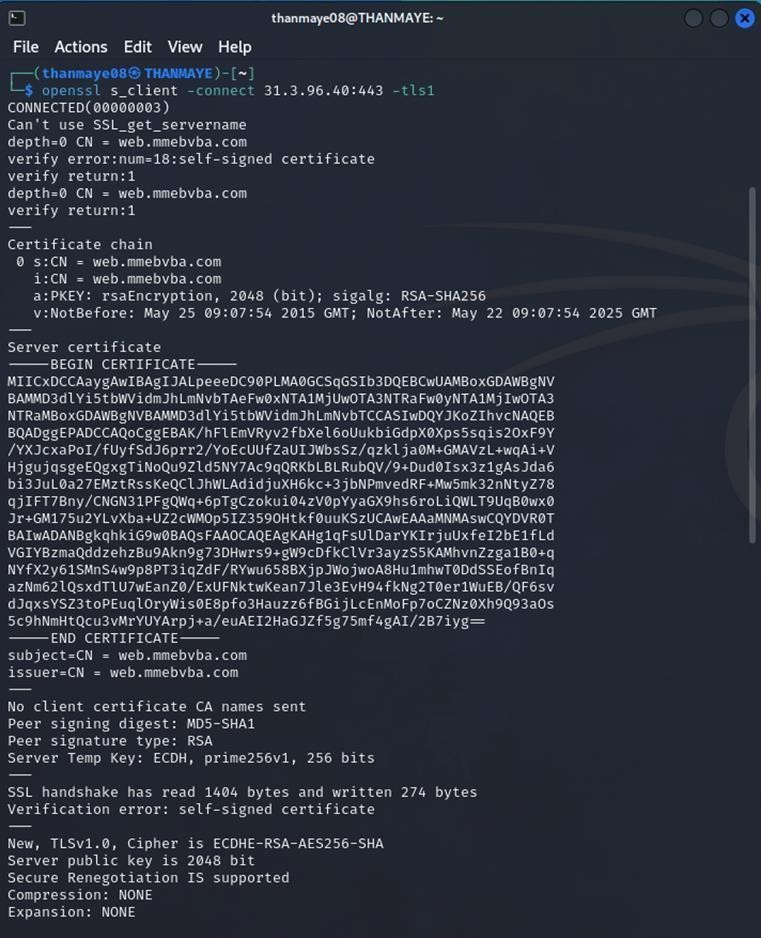 thanmaye08@THANMAYE: ~
File Actions Edit View Help
┌──(thanmaye08㉿THANMAYE)-[~]
└─$ openssl s_client -connect 31.3.96.40:443 -tls1
CONNECTED(00000003)
Can't use SSL_get_servername
depth=0 CN = web.mmebvba.com
verify error:num=18:self-signed certificate
verify return:1
depth=0 CN = web.mmebvba.com
verify return:1
---
Certificate chain
 0 s:CN = web.mmebvba.com
   i:CN = web.mmebvba.com
   a:PKEY: rsaEncryption, 2048 (bit); sigalg: RSA-SHA256
   v:NotBefore: May 25 09:07:54 2015 GMT; NotAfter: May 22 09:07:54 2025 GMT
---
Server certificate
-----BEGIN CERTIFICATE-----
MIICxDCCAaygAwIBAgIJALpeeeDC90PLMA0GCSqGSIb3DQEBCwUAMBoxGDAWBgNV
BAMMD3dlYi5tbWVidmJhLmNvbTAeFw0xNTA1MjUwOTA3NTRaFw0yNTA1MjIwOTA3
NTRaMBoxGDAWBgNVBAMMD3dlYi5tbWVidmJhLmNvbTCCASIwDQYJKoZIhvcNAQEB
BQADggEPADCCAQoCggEBAK/hFlEmVRyv2fbXel6oUukbiGdpX0Xps5sqis2OxF9Y
/YXJcxaPoI/fUyfSdJ6prr2/YoEcUUfZaUIJWbsSz/qzklja0M+GMAVzL+wqAi+V
HjgujqsgeEQgxgTiNoQu9Zld5NY7Ac9qQRKbLBLRubQV/9+Dud0Isx3z1gAsJda6
bi3JuL0a27EMztRssKeQClJhWLAdidjuXH6kc+3jbNPmvedRF+Mw5mk32nNtyZ78
qjIFT7Bny/CNGN31PFgQWq+6pTgCzokui04zV0pYyaGX9hs6roLiQWLT9UqB0wx0
Jr+GM175u2YLvXba+UZ2cWMOp5IZ359OHtkf0uuKSzUCAwEAAaMNMAswCQYDVR0T
BAIwADANBgkqhkiG9w0BAQsFAAOCAQEAgKAHg1qFsUlDarYKIrjuUxfeI2bE1fLd
VGIYBzmaQddzehzBu9Akn9g73DHwrs9+gW9cDfkClVr3ayzS5KAMhvnZzga1B0+q
NYfX2y61SMnS4w9p8PT3iqZdF/RYwu658BXjpJWojwoA8Hu1mhwT0DdSSEofBnIq
azNm62lQsxdTlU7wEanZ0/ExUFNktwKean7Jle3EvH94fkNg2T0er1WuEB/QF6sv
dJqxsYSZ3toPEuqlOryWis0E8pfo3Hauzz6fBGijLcEnMoFp7oCZNz0Xh9Q93aOs
5c9hNmHtQcu3vMrYUYArpj+a/euAEI2HaGJZf5g75mf4gAI/2B7iyg==
-----END CERTIFICATE-----
subject=CN = web.mmebvba.com
issuer=CN = web.mmebvba.com
---
No client certificate CA names sent
Peer signing digest: MD5-SHA1
Peer signature type: RSA
Server Temp Key: ECDH, prime256v1, 256 bits
---
SSL handshake has read 1404 bytes and written 274 bytes
Verification error: self-signed certificate
---
New, TLSv1.0, Cipher is ECDHE-RSA-AES256-SHA
Server public key is 2048 bit
Secure Renegotiation IS supported
Compression: NONE
Expansion: NONE